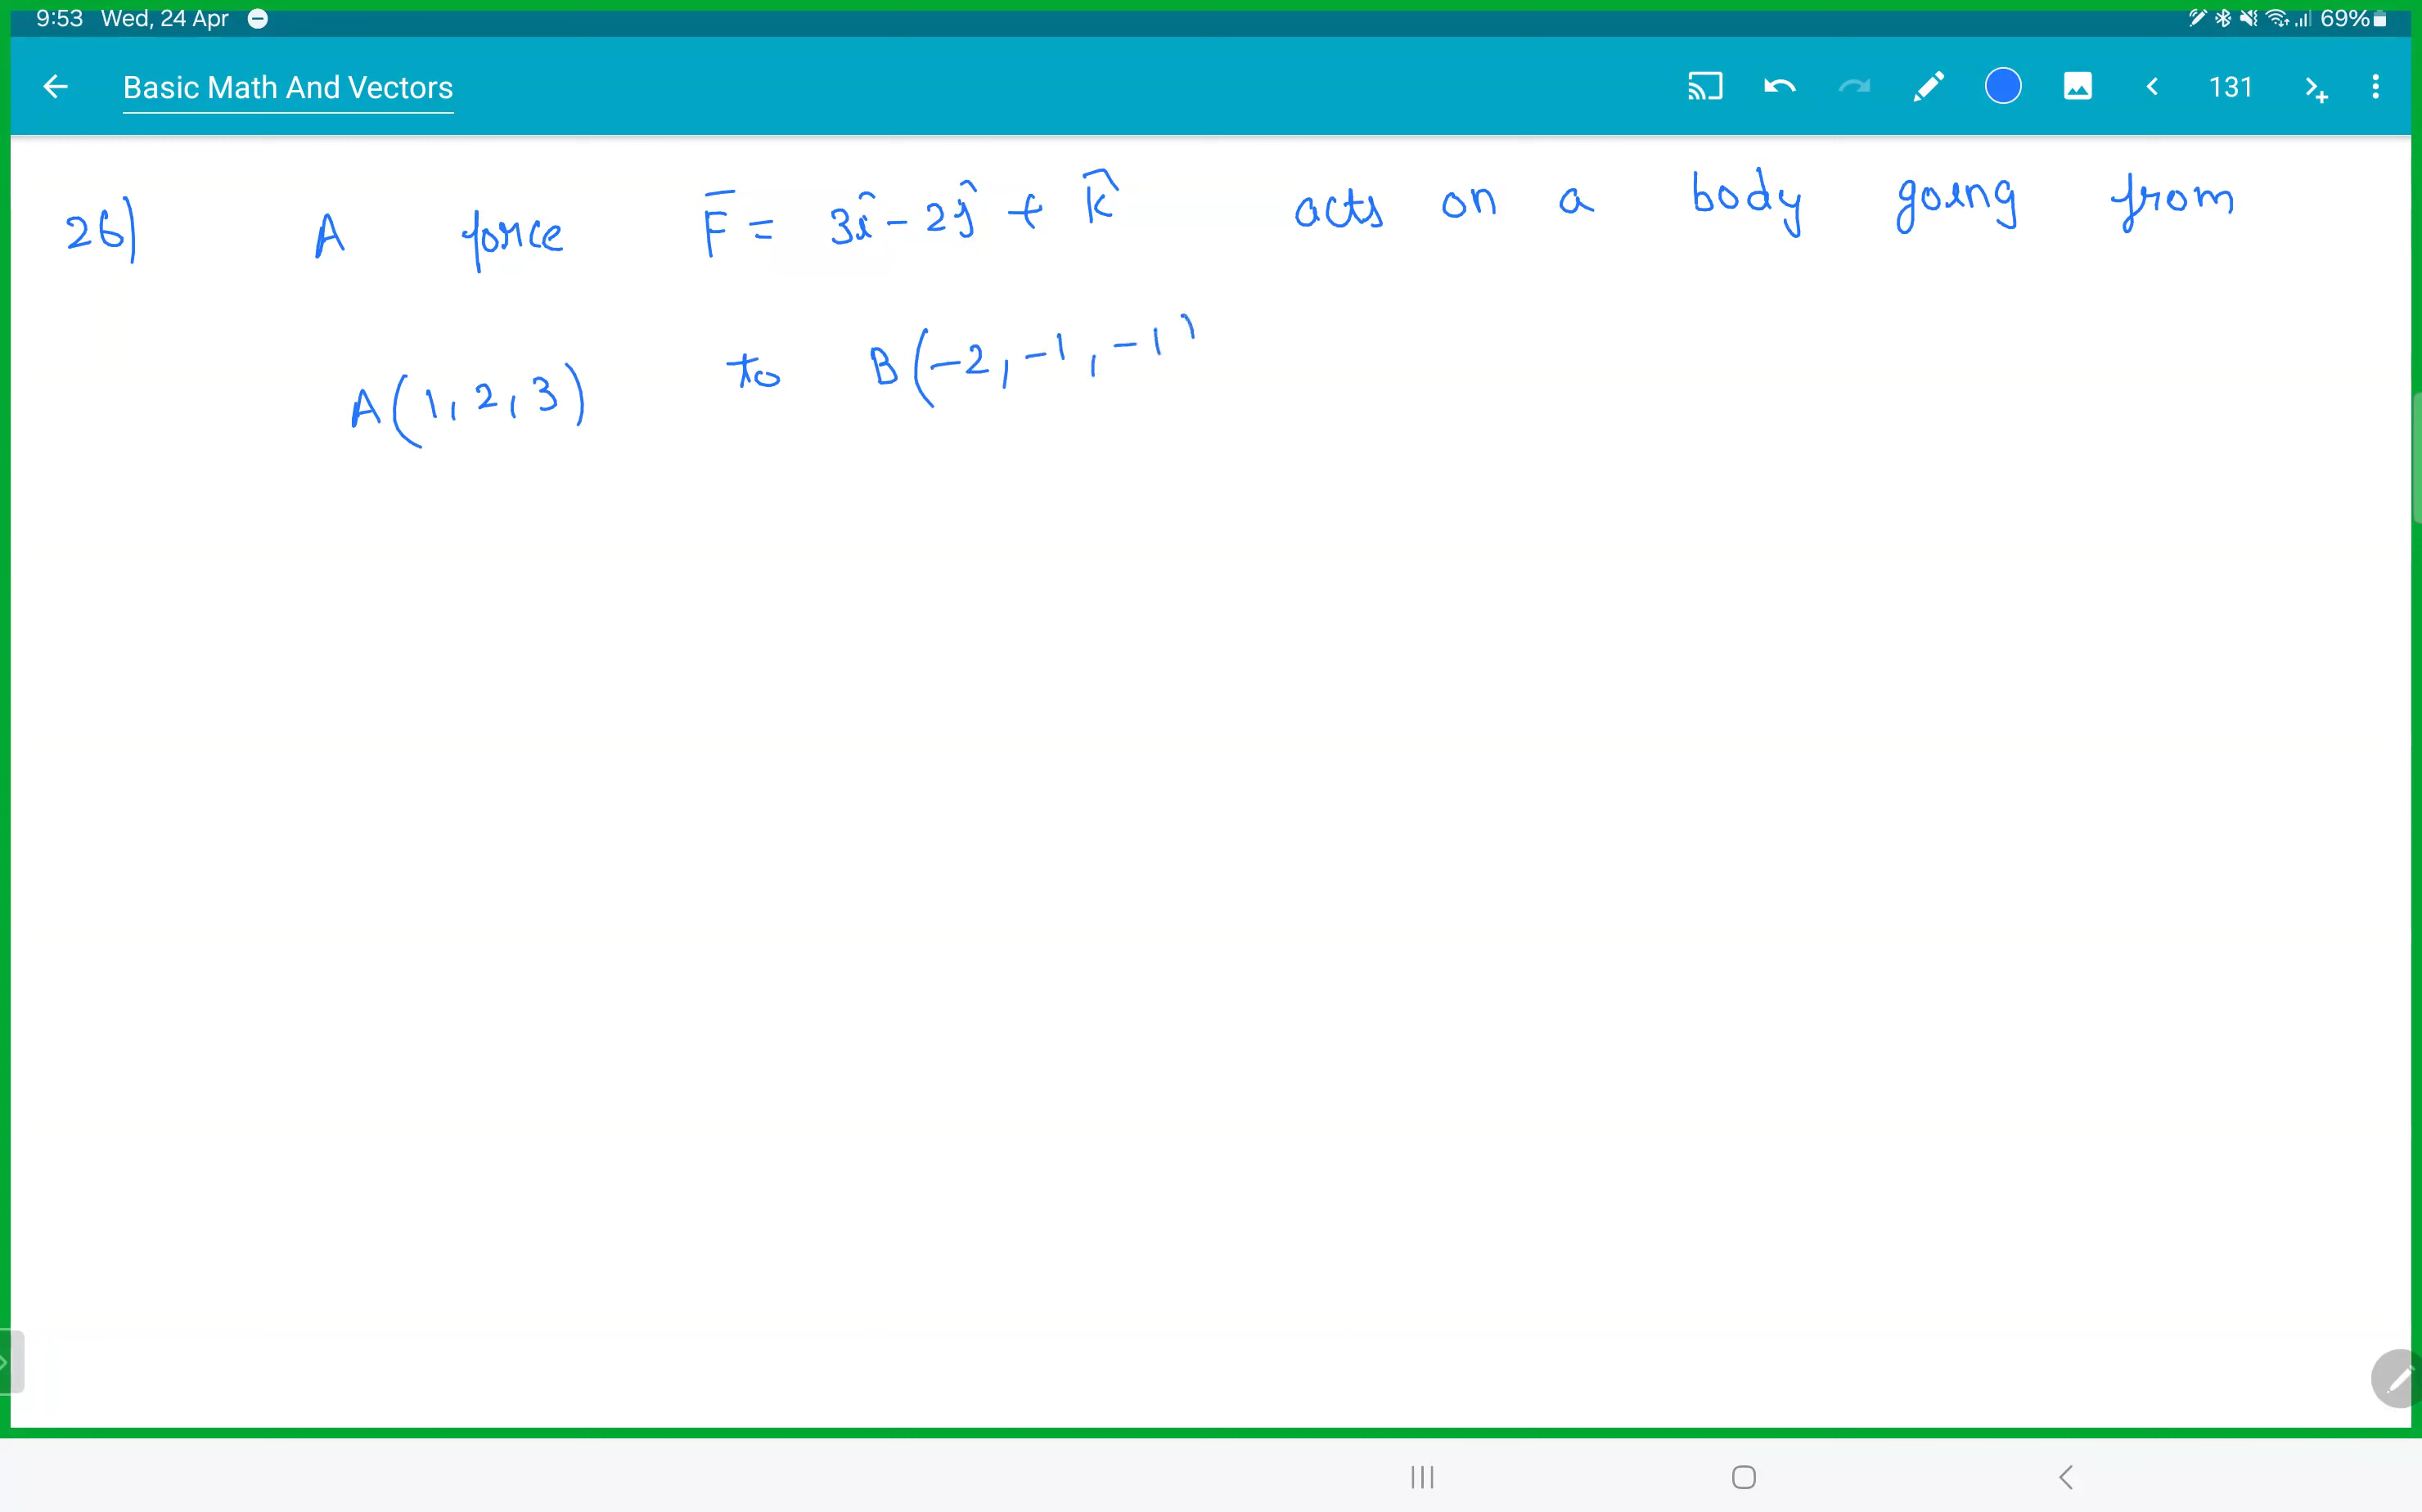 9:53 Wed, 24 Apr 69%
Basic Math And Vectors 131
26) A force F̅ = 3î - 2ĵ + k̂ acts on a body going from
A(1, 2, 3) to B(-2, -1, -1)